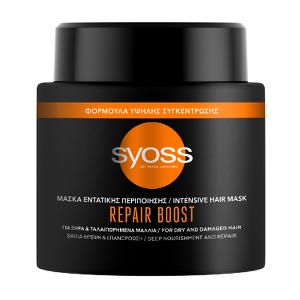 ΦΟΡΜΟΥΛΑ ΥΨΗΛΗΣ ΣΥΓΚΕΝΤΡΩΣΗΣ
syoss
ΜΑΣΚΑ ΕΝΤΑΤΙΚΗΣ ΠΕΡΙΠΟΙΗΣΗΣ / INTENSIVE HAIR MASK
REPAIR BOOST
ΓΙΑ ΞΗΡΑ & ΤΑΛΑΙΠΩΡΗΜΕΝΑ ΜΑΛΛΙΑ / FOR DRY AND DAMAGED HAIR
ΒΑΘΙΑ ΘΡΕΨΗ & ΕΠΑΝΟΡΘΩΣΗ / DEEP NOURISHMENT AND REPAIR